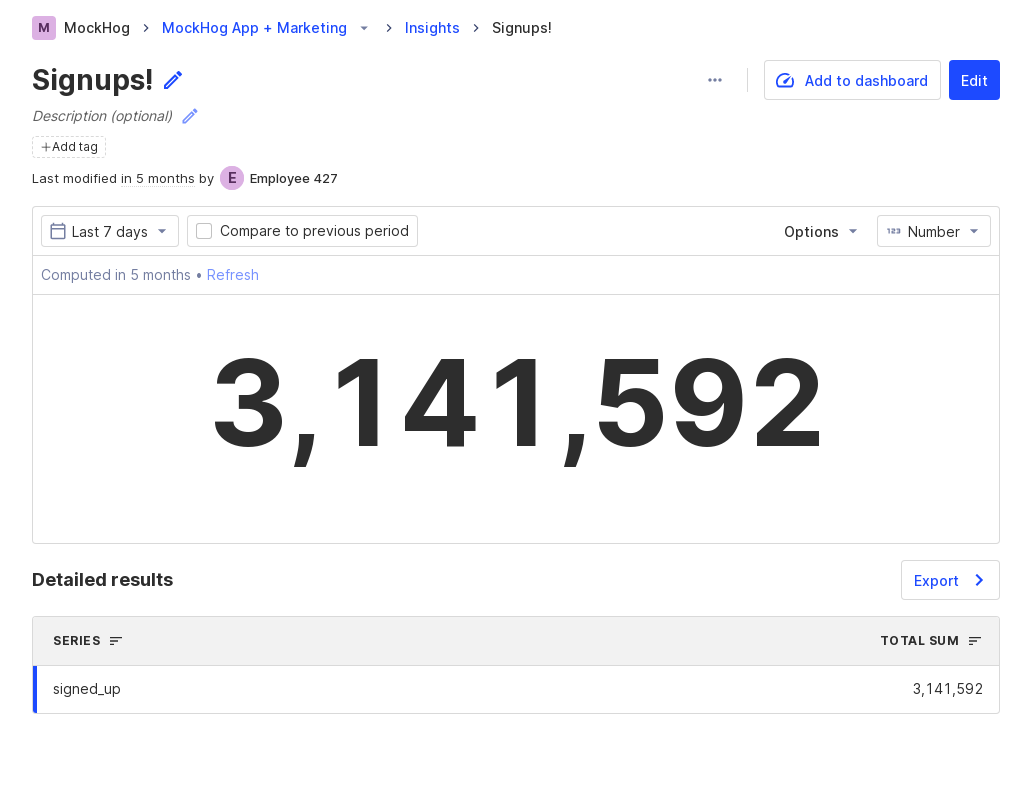 M MockHog > MockHog App + Marketing > Insights > Signups!
Signups!
Add to dashboard
Edit
Description (optional)
+Add tag
Last modified in 5 months by E Employee 427
Last 7 days
Compare to previous period
Options
123 Number
Computed in 5 months • Refresh
3,141,592
Detailed results
Export
SERIES
TOTAL SUM
signed_up
3,141,592